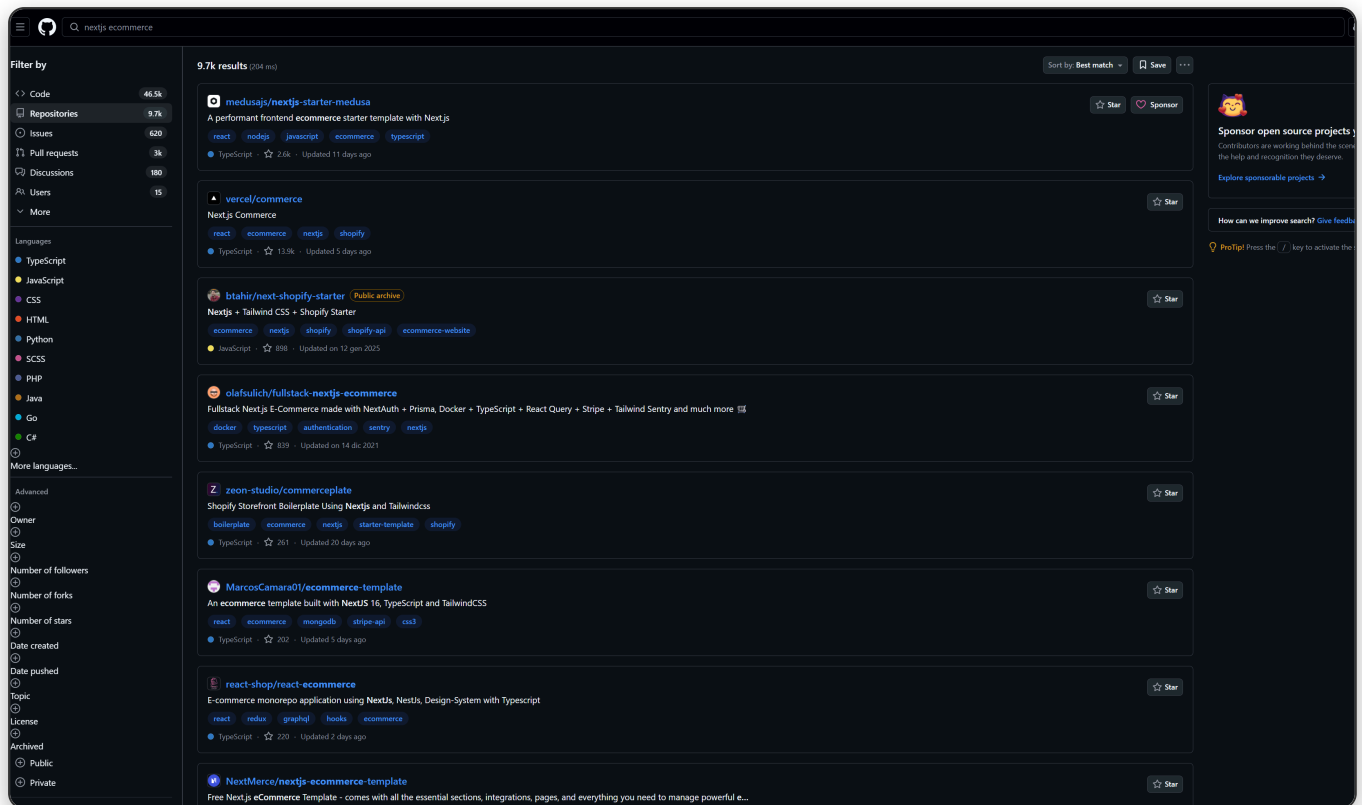 nextjs ecommerce
Filter by
Code 46.5k
Repositories 9.7k
Issues 620
Pull requests 3k
Discussions 180
Users 15
More
Languages
TypeScript
JavaScript
CSS
HTML
Python
SCSS
PHP
Java
Go
C#
More languages...
Advanced
Owner
Size
Number of followers
Number of forks
Number of stars
Date created
Date pushed
Topic
License
Archived
Public
Private
9.7k results (204 ms)
Sort by: Best match
Save
medusajs/nextjs-starter-medusa
Star
Sponsor
A performant frontend ecommerce starter template with Next.js
react nodejs javascript ecommerce typescript
TypeScript · 2.6k · Updated 11 days ago
vercel/commerce
Star
Next.js Commerce
react ecommerce nextjs shopify
TypeScript · 13.9k · Updated 5 days ago
btahir/next-shopify-starter Public archive
Star
Nextjs + Tailwind CSS + Shopify Starter
ecommerce nextjs shopify shopify-api ecommerce-website
JavaScript · 898 · Updated on 12 gen 2025
olafsulich/fullstack-nextjs-ecommerce
Star
Fullstack Next.js E-Commerce made with NextAuth + Prisma, Docker + TypeScript + React Query + Stripe + Tailwind Sentry and much more
docker typescript authentication sentry nextjs
TypeScript · 839 · Updated on 14 dic 2021
Z zeon-studio/commerceplate
Star
Shopify Storefront Boilerplate Using Nextjs and Tailwindcss
boilerplate ecommerce nextjs starter-template shopify
TypeScript · 261 · Updated 20 days ago
MarcosCamara01/ecommerce-template
Star
An ecommerce template built with NextJS 16, TypeScript and TailwindCSS
react ecommerce mongodb stripe-api css3
TypeScript · 202 · Updated 5 days ago
react-shop/react-ecommerce
Star
E-commerce monorepo application using NextJs, NestJs, Design-System with Typescript
react redux graphql hooks ecommerce
TypeScript · 220 · Updated 2 days ago
NextMerce/nextjs-ecommerce-template
Star
Free Next.js eCommerce Template - comes with all the essential sections, integrations, pages, and everything you need to manage powerful e...
Sponsor open source projects y
Contributors are working behind the scene
the help and recognition they deserve.
Explore sponsorable projects →
How can we improve search? Give feedba
ProTip! Press the / key to activate the